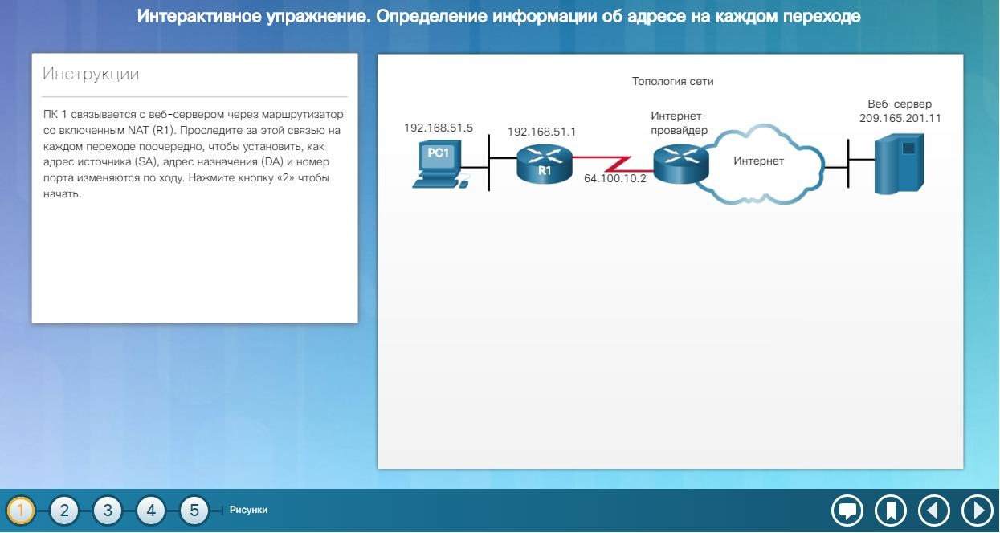 Интерактивное упражнение. Определение информации об адресе на каждом переходе
Инструкции
ПК 1 связывается с веб-сервером через маршрутизатор
со включенным NAT (R1). Проследите за этой связью на
каждом переходе поочередно, чтобы установить, как
адрес источника (SA), адрес назначения (DA) и номер
порта изменяются по ходу. Нажмите кнопку «2» чтобы
начать.
Топология сети
Веб-сервер
209.165.201.11
Интернет-
провайдер
192.168.51.5
192.168.51.1
PC1
R1
Интернет
64.100.10.2
1
2
3
4
5
Рисунки